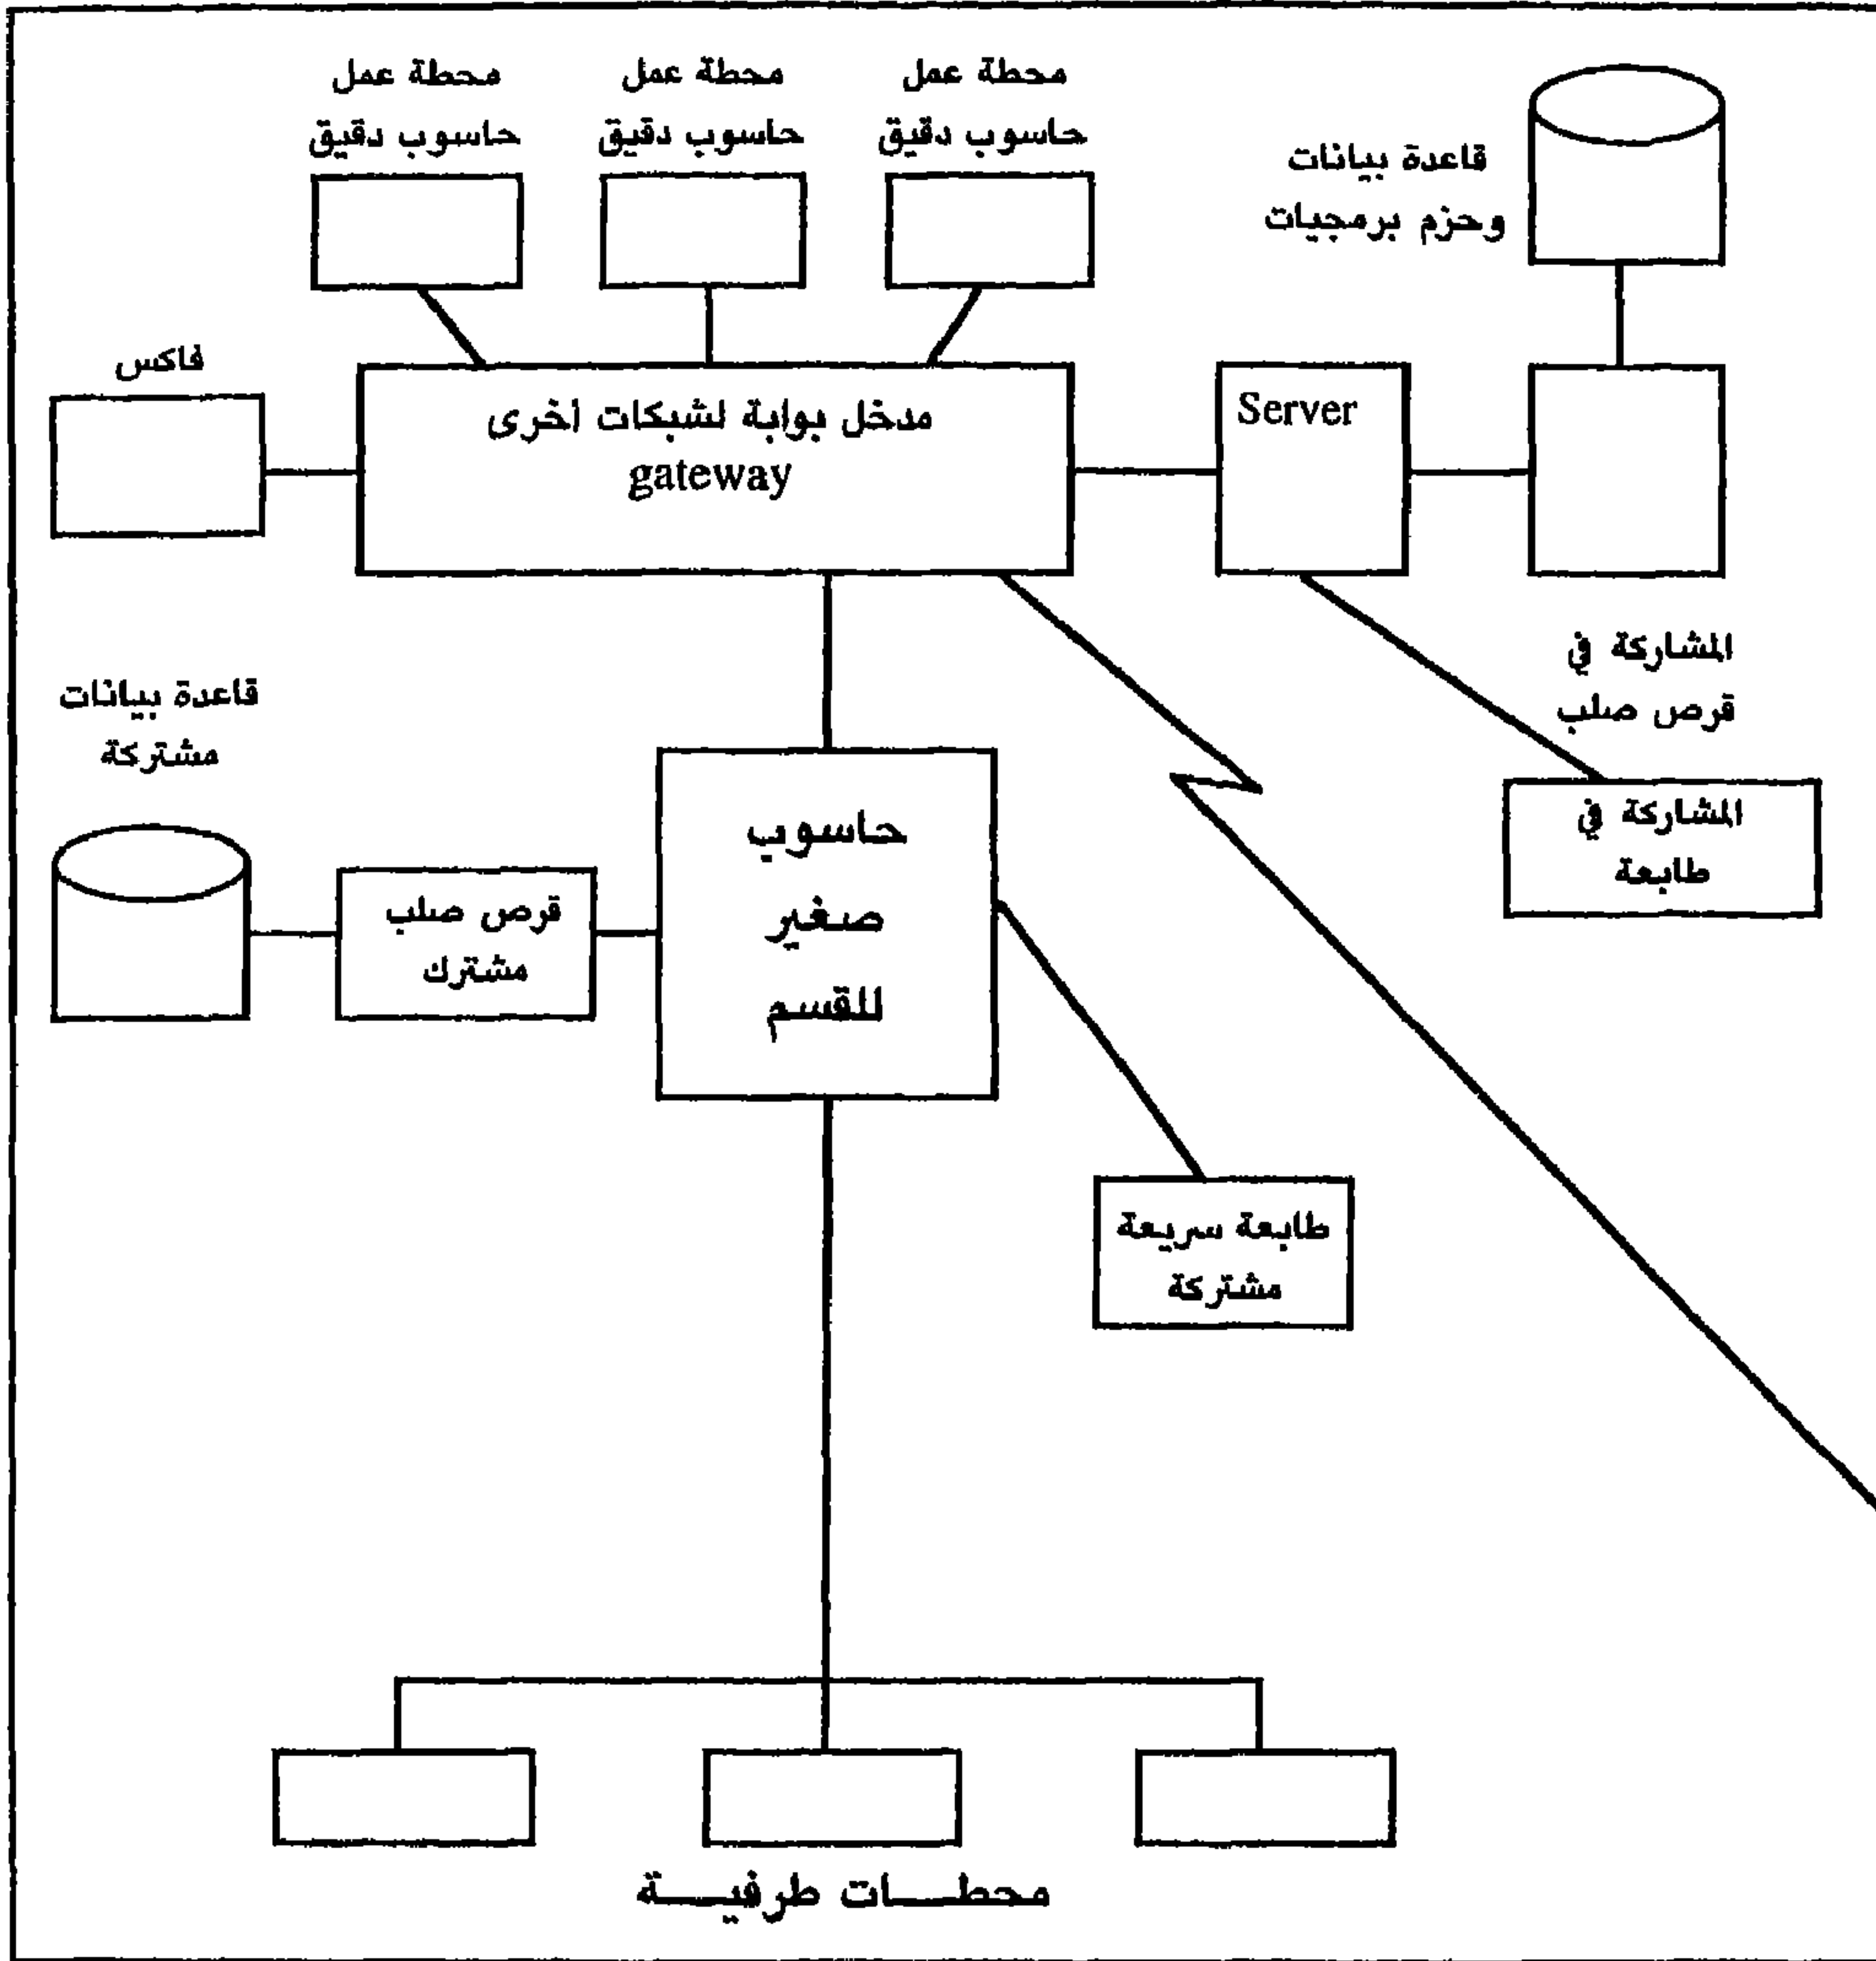 محطة عمل
حاسوب دقيق
محطة عمل
حاسوب دقيق
محطة عمل
حاسوب دقيق
قاعدة بيانات
وحزم برمجيات
فاكس
مدخل بوابة لشبكات اخرى
gateway
Server
المشاركة في
قرص صلب
المشاركة في
طابعة
قاعدة بيانات
مشتركة
قرص صلب
مشترك
حاسوب
صغير
للقسم
طابعة سريعة
مشتركة
محطـــات طرفيـــة